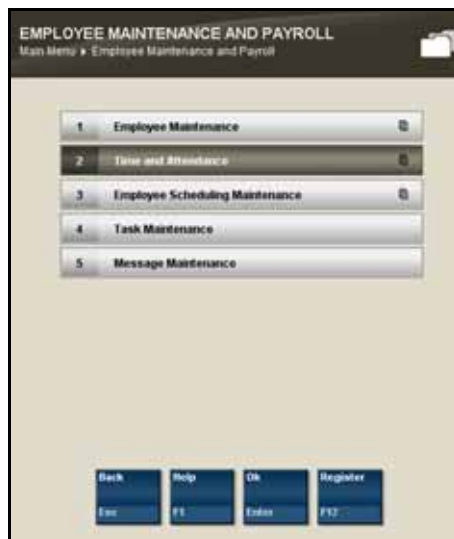 EMPLOYEE MAINTENANCE AND PAYROLL
Main Menu ▸ Employee Maintenance and Payroll
1 Employee Maintenance
2 Time and Attendance
3 Employee Scheduling Maintenance
4 Task Maintenance
5 Message Maintenance
Back Help Ok Register
Esc F1 Enter F12